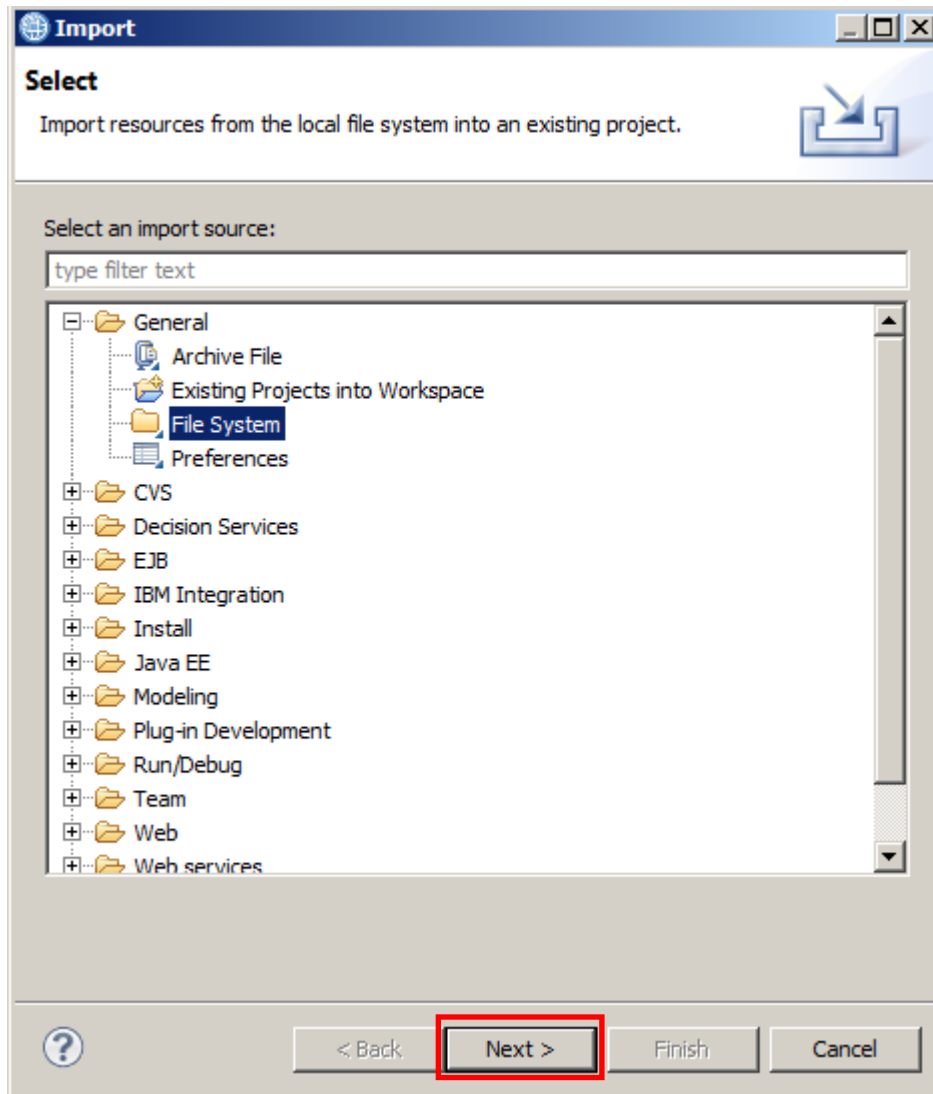 Import
Select
Import resources from the local file system into an existing project.
Select an import source:
type filter text
General
Archive File
Existing Projects into Workspace
File System
Preferences
CVS
Decision Services
EJB
IBM Integration
Install
Java EE
Modeling
Plug-in Development
Run/Debug
Team
Web
Web services
? < Back Next > Finish Cancel